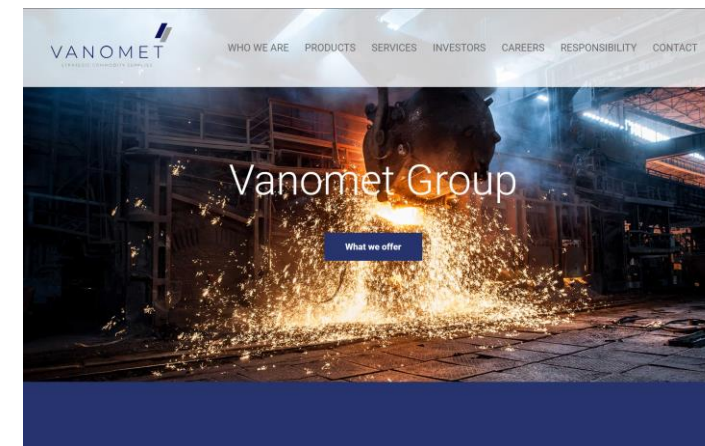 VANOMET
WHO WE ARE PRODUCTS SERVICES INVESTORS CAREERS RESPONSIBILITY CONTACT
Vanomet Group
What we offer